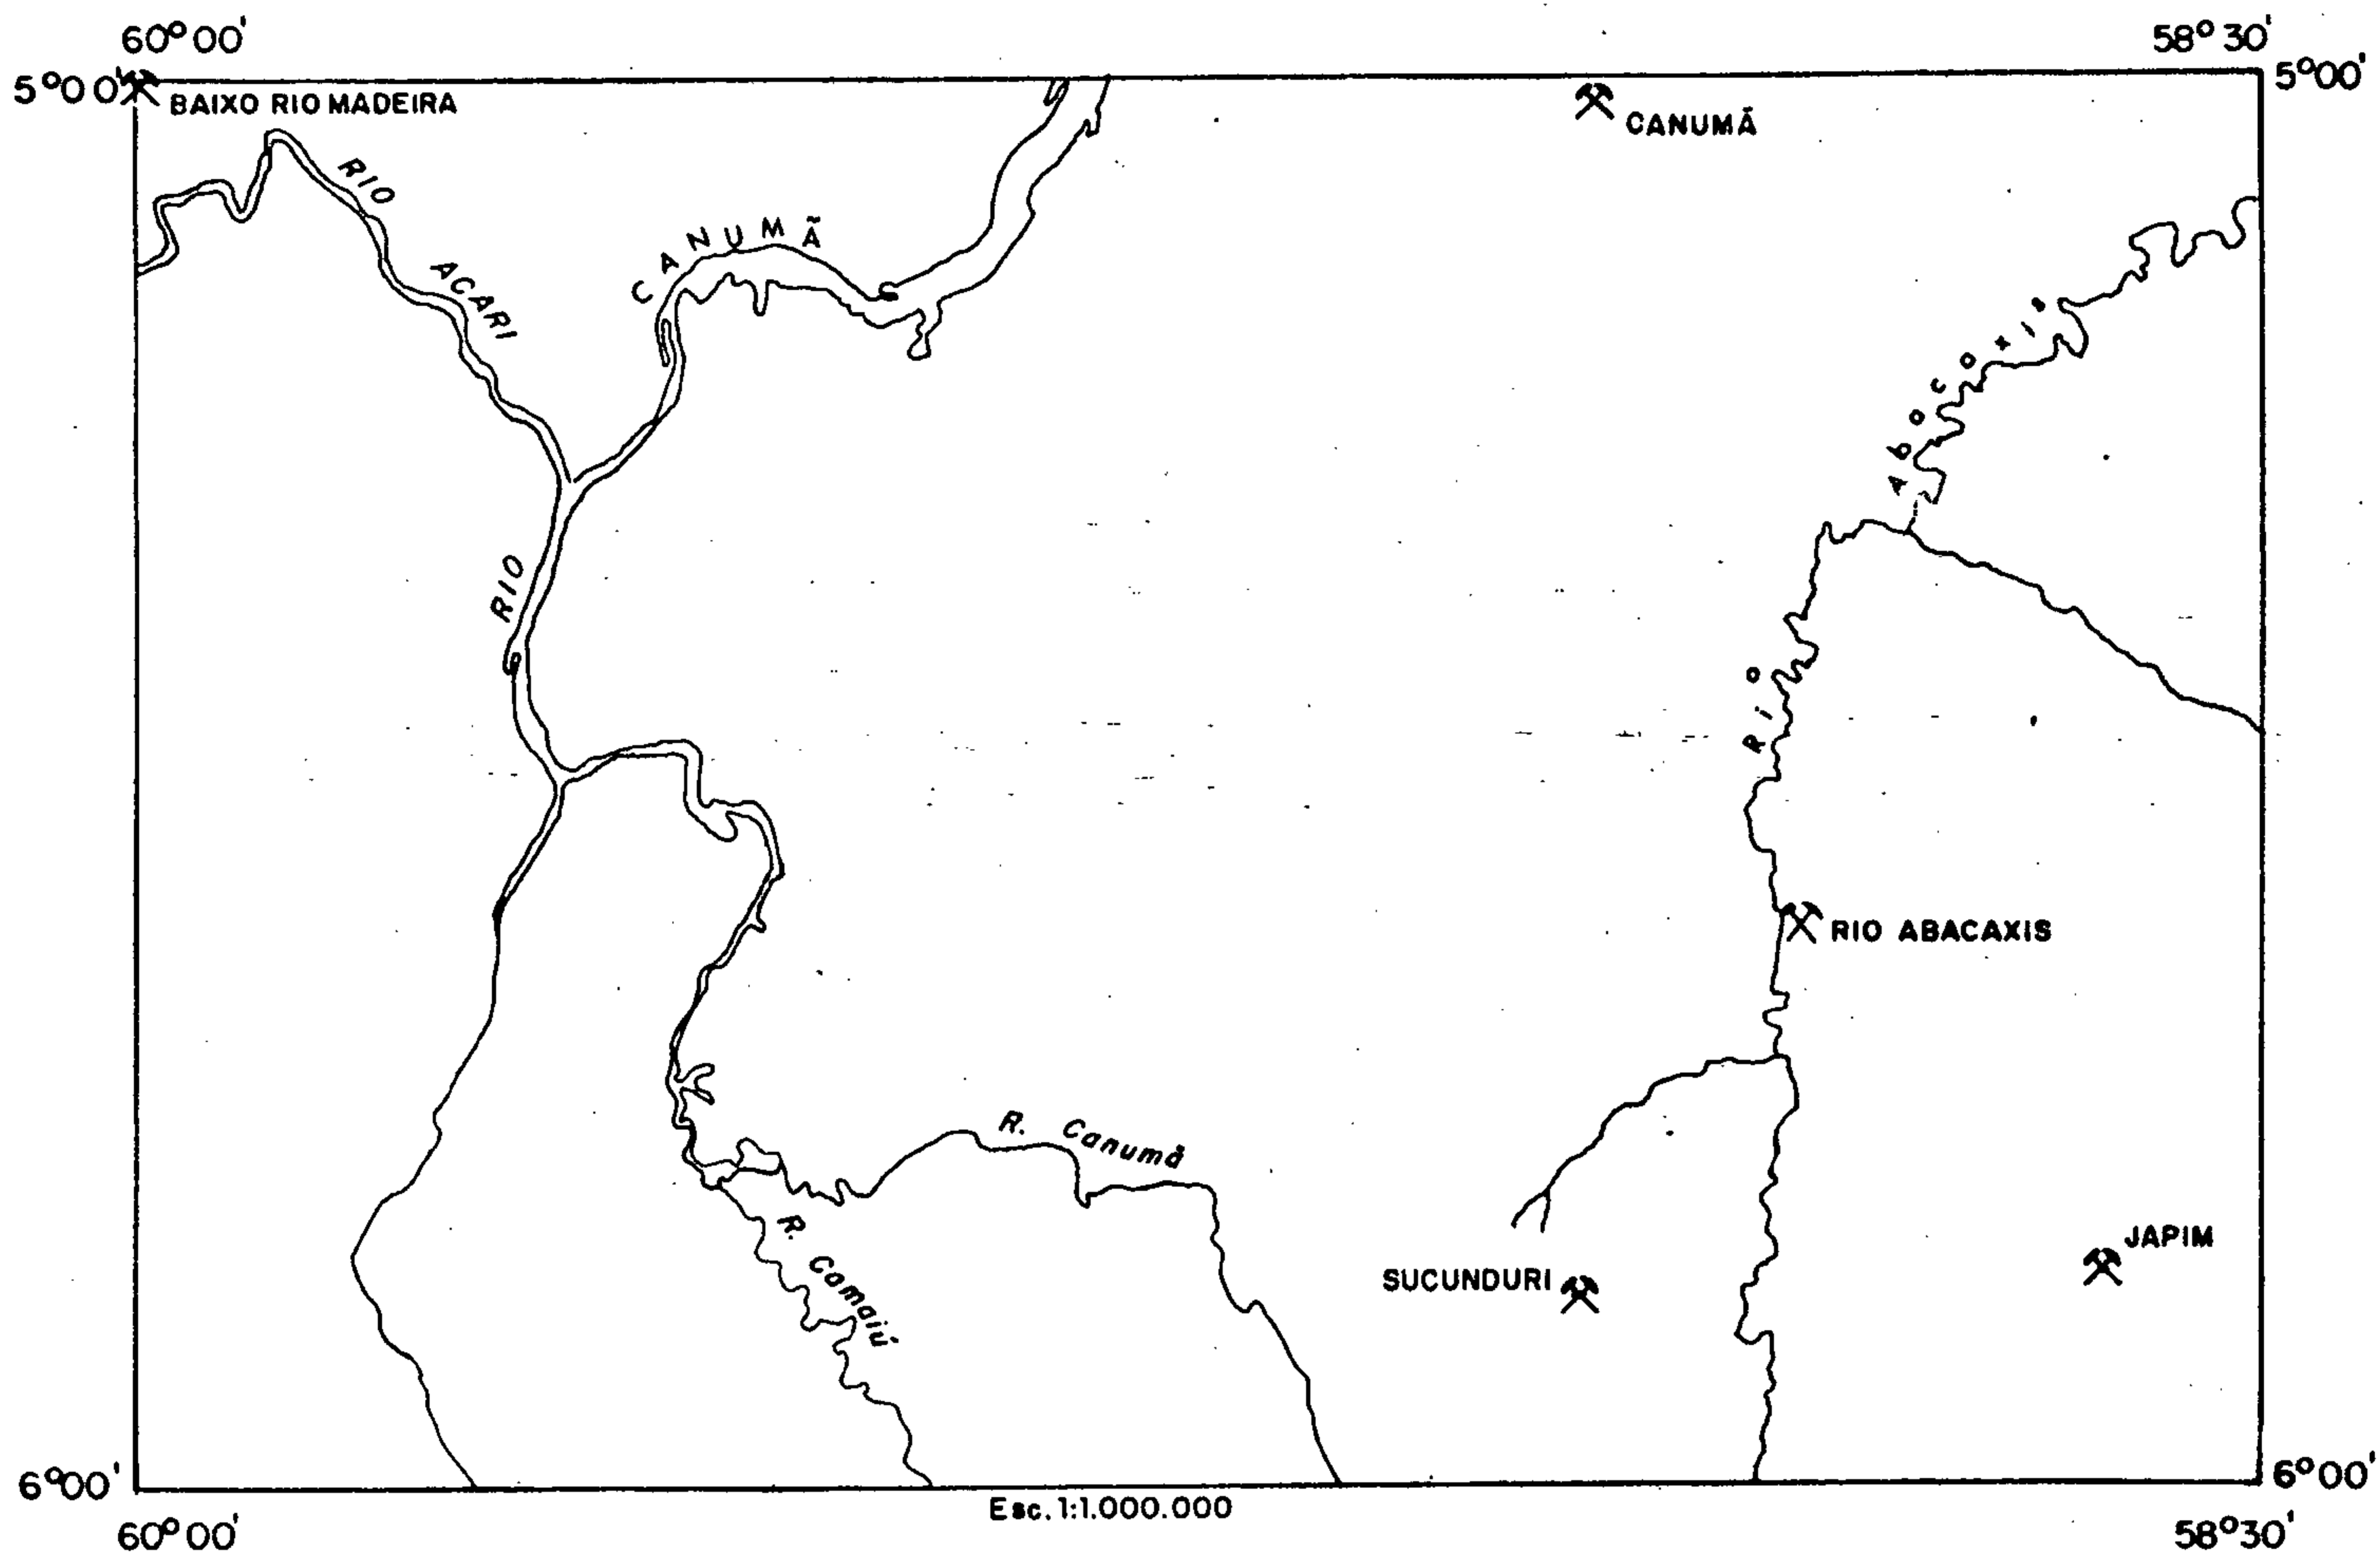 60°00'
58°30'
5°00'
5°00'
BAIXO RIO MADEIRA
CANUMÃ
RIO ACARI
RIO CANUMÃ
Rio Abacaxis
RIO ABACAXIS
R. Canumã
R. Camaiú
JAPIM
SUCUNDURI
6°00'
6°00'
Esc. 1:1.000.000
60°00'
58°30'